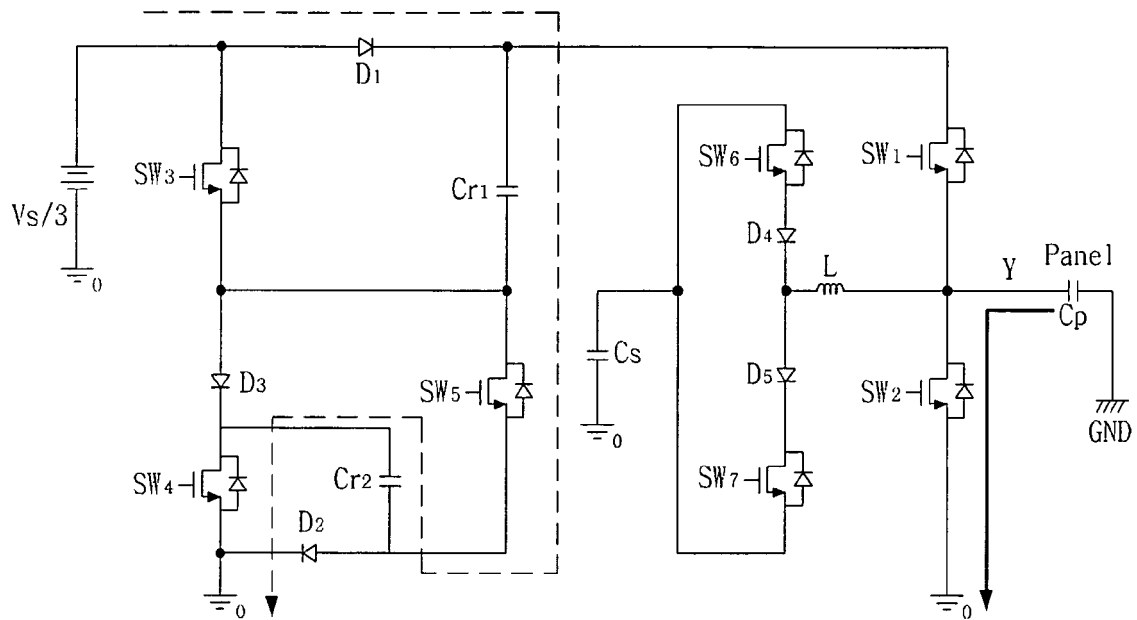 D1
SW3
Cr1
Vs/3
0
SW6
SW1
D4
L
Y
Panel
Cp
Cs
0
D3
SW5
D5
SW2
GND
SW4
Cr2
SW7
D2
0
0